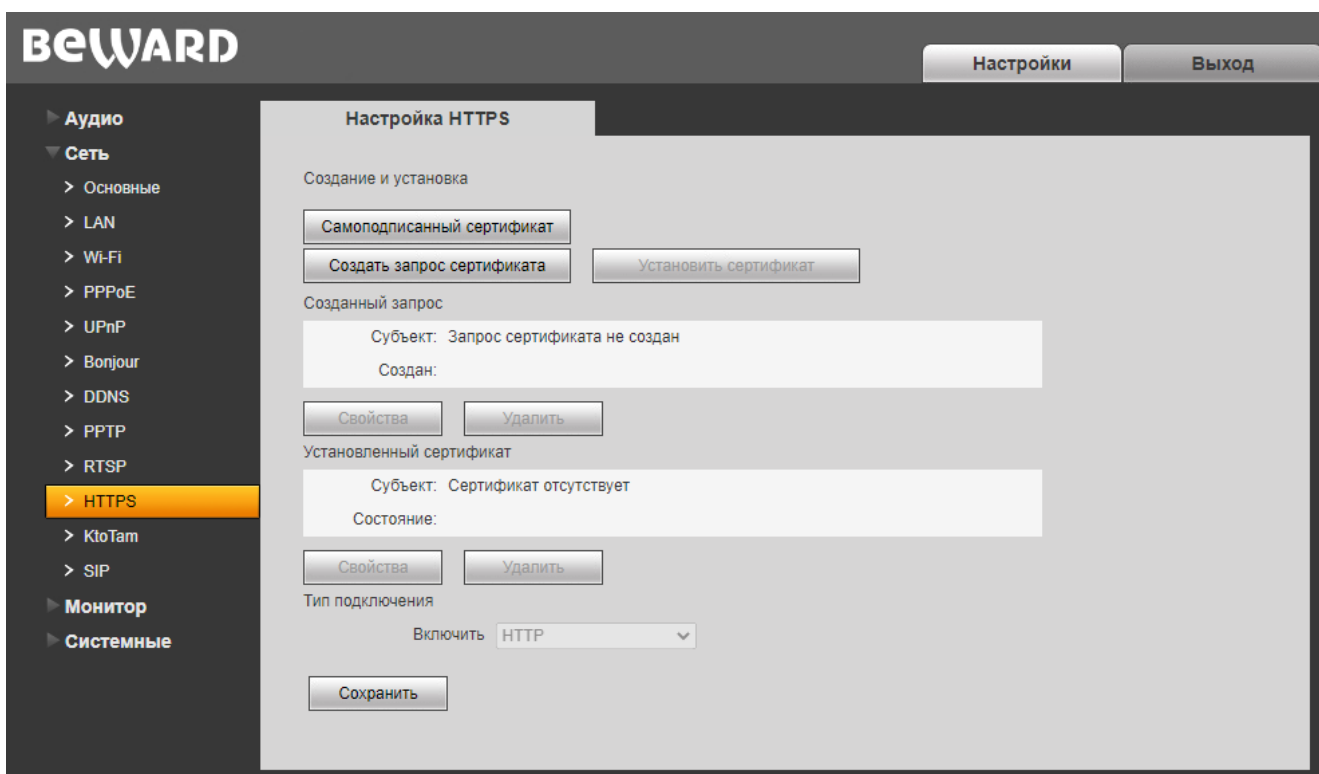 BEWARD
Настройки
Выход
Аудио
Сеть
Основные
LAN
Wi-Fi
PPPoE
UPnP
Bonjour
DDNS
PPTP
RTSP
HTTPS
KtoTam
SIP
Монитор
Системные
Настройка HTTPS
Создание и установка
Самоподписанный сертификат
Создать запрос сертификата Установить сертификат
Созданный запрос
Субъект: Запрос сертификата не создан
Создан:
Свойства Удалить
Установленный сертификат
Субъект: Сертификат отсутствует
Состояние:
Свойства Удалить
Тип подключения
Включить HTTP
Сохранить